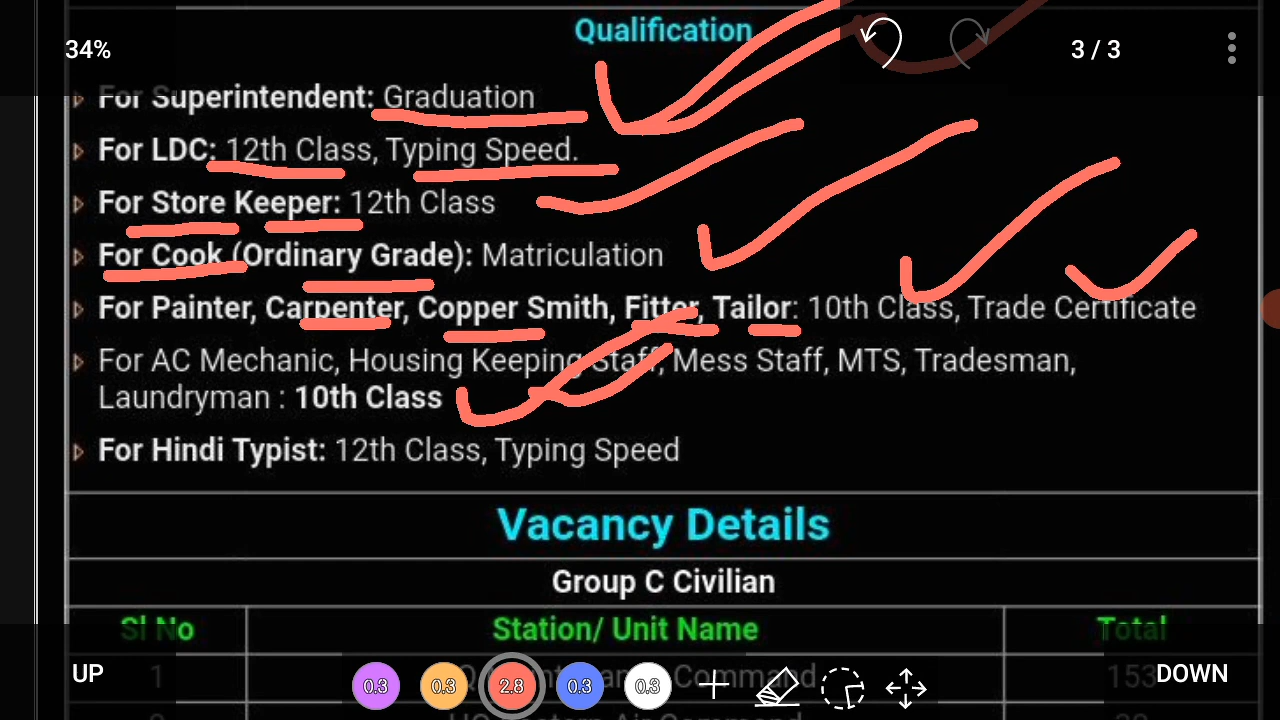 Qualification
34%
3 / 3
For Superintendent: Graduation
For LDC: 12th Class, Typing Speed.
For Store Keeper: 12th Class
For Cook (Ordinary Grade): Matriculation
For Painter, Carpenter, Copper Smith, Fitter, Tailor: 10th Class, Trade Certificate
For AC Mechanic, Housing Keeping Staff, Mess Staff, MTS, Tradesman,
Laundryman : 10th Class
For Hindi Typist: 12th Class, Typing Speed
Vacancy Details
Group C Civilian
Sl No Station/ Unit Name Total
1 Command 153
UP 0.3 0.3 2.8 0.3 0.3 DOWN
Air Command